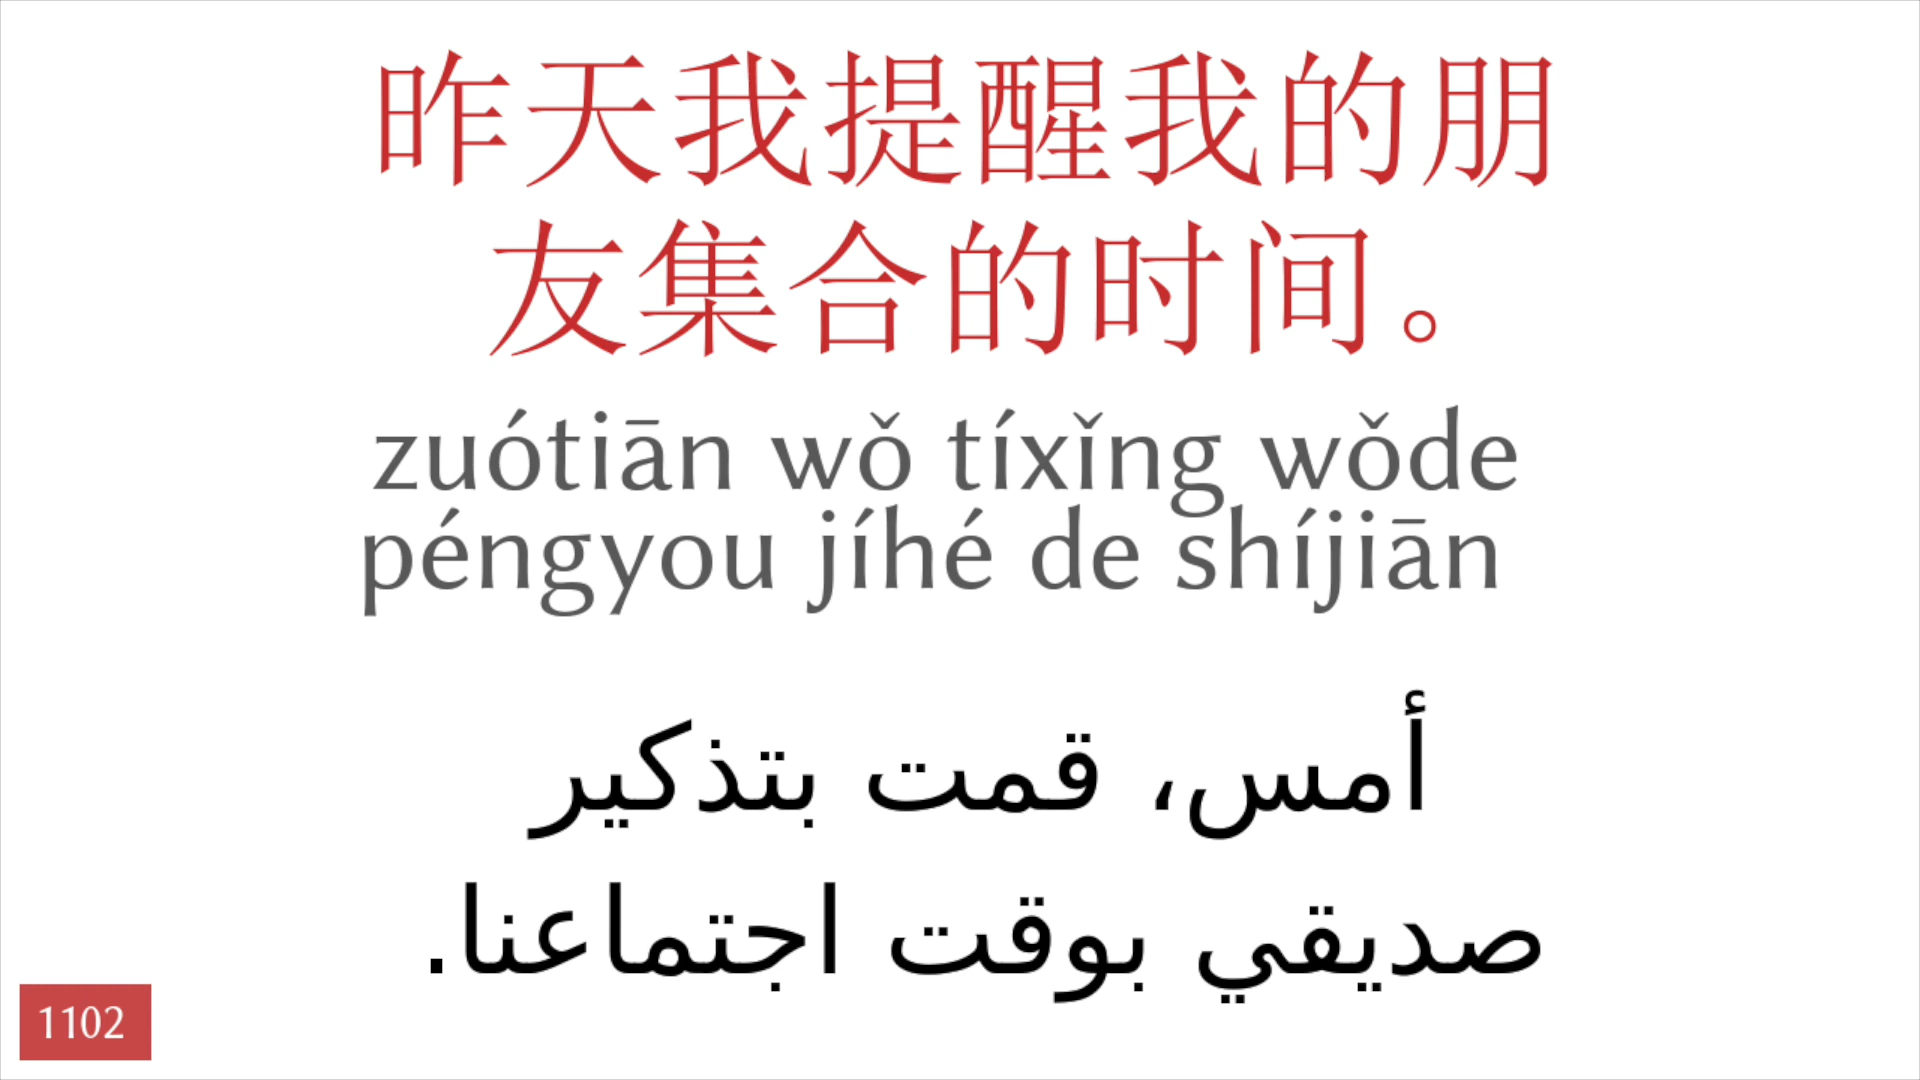 昨天我提醒我的朋
友集合的时间。
zuótiān wǒ tíxǐng wǒde
péngyou jíhé de shíjiān
أمس، قمت بتذكير
صديقي بوقت اجتماعنا.
1102